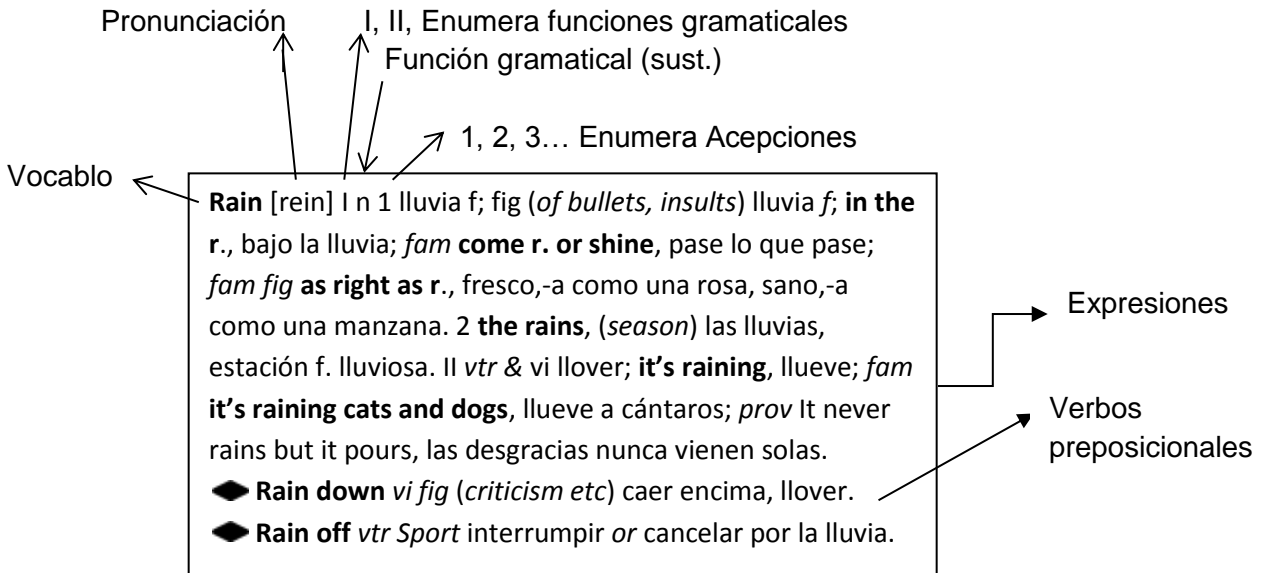 Pronunciación I, II, Enumera funciones gramaticales
Función gramatical (sust.)
1, 2, 3… Enumera Acepciones
Vocablo
Rain [rein] I n 1 lluvia f; fig (of bullets, insults) lluvia f; in the
r., bajo la lluvia; fam come r. or shine, pase lo que pase;
fam fig as right as r., fresco,-a como una rosa, sano,-a
como una manzana. 2 the rains, (season) las lluvias,
estación f. lluviosa. II vtr & vi llover; it’s raining, llueve; fam
it’s raining cats and dogs, llueve a cántaros; prov It never
rains but it pours, las desgracias nunca vienen solas.
Rain down vi fig (criticism etc) caer encima, llover.
Rain off vtr Sport interrumpir or cancelar por la lluvia.
Expresiones
Verbos
preposicionales